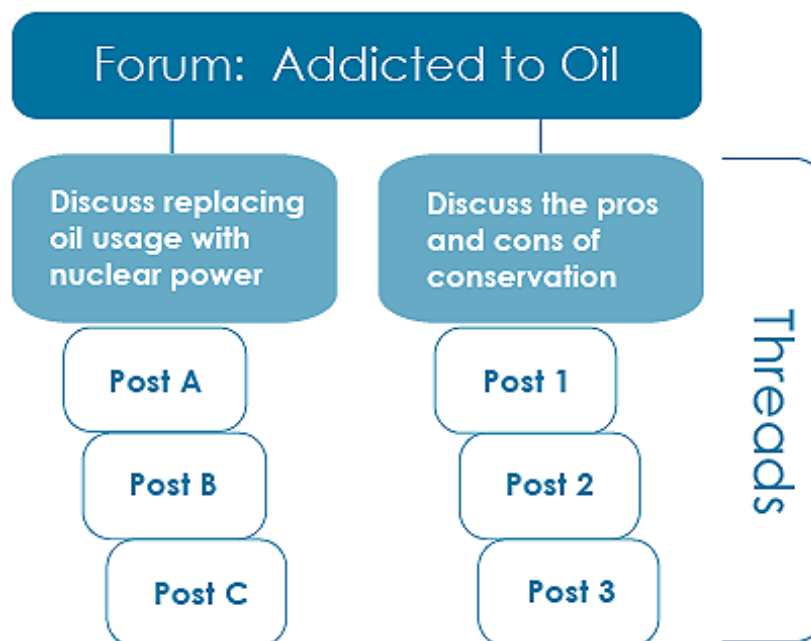 Forum: Addicted to Oil
Discuss replacing
oil usage with
nuclear power
Post A
Post B
Post C
Discuss the pros
and cons of
conservation
Post 1
Post 2
Post 3
Threads